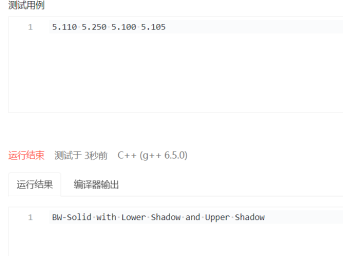 测试用例
1 5.110 5.250 5.100 5.105
运行结束 测试于 3秒前 C++ (g++ 6.5.0)
运行结果 编译器输出
1 BW-Solid with Lower Shadow and Upper Shadow